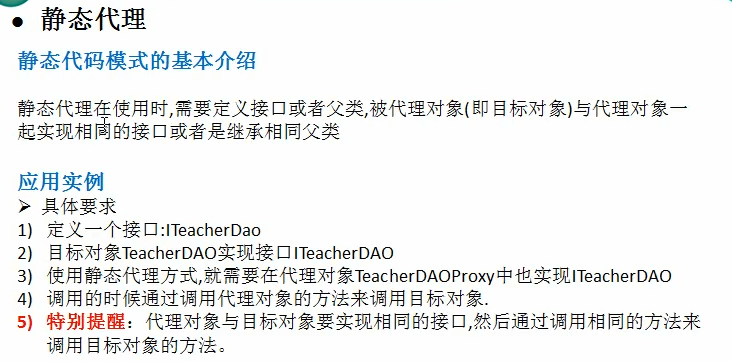 ● 静态代理
静态代码模式的基本介绍
静态代理在使用时,需要定义接口或者父类,被代理对象(即目标对象)与代理对象一
起实现相同的接口或者是继承相同父类
应用实例
➢ 具体要求
1) 定义一个接口:ITeacherDao
2) 目标对象TeacherDAO实现接口ITeacherDAO
3) 使用静态代理方式,就需要在代理对象TeacherDAOProxy中也实现ITeacherDAO
4) 调用的时候通过调用代理对象的方法来调用目标对象.
5) 特别提醒：代理对象与目标对象要实现相同的接口,然后通过调用相同的方法来
调用目标对象的方法。